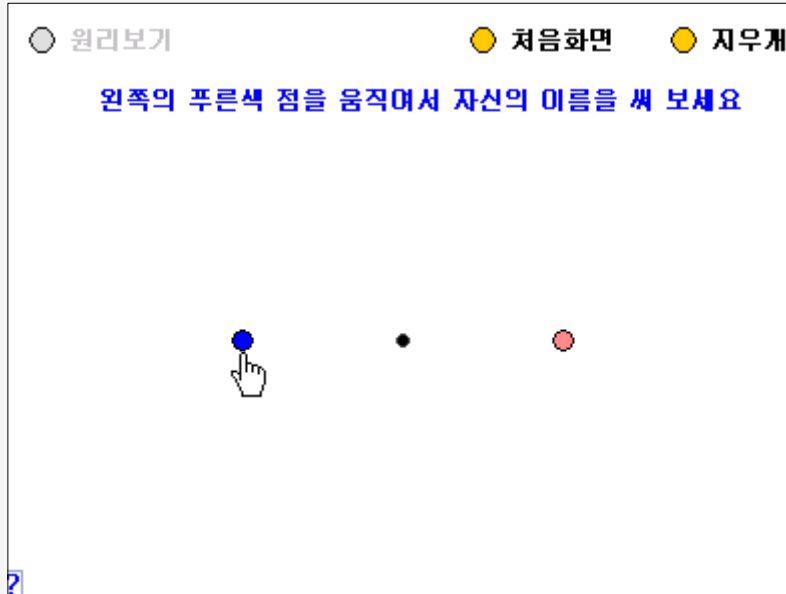 원리보기 처음화면 지우개
왼쪽의 푸른색 점을 움직여서 자신의 이름을 써 보세요
?